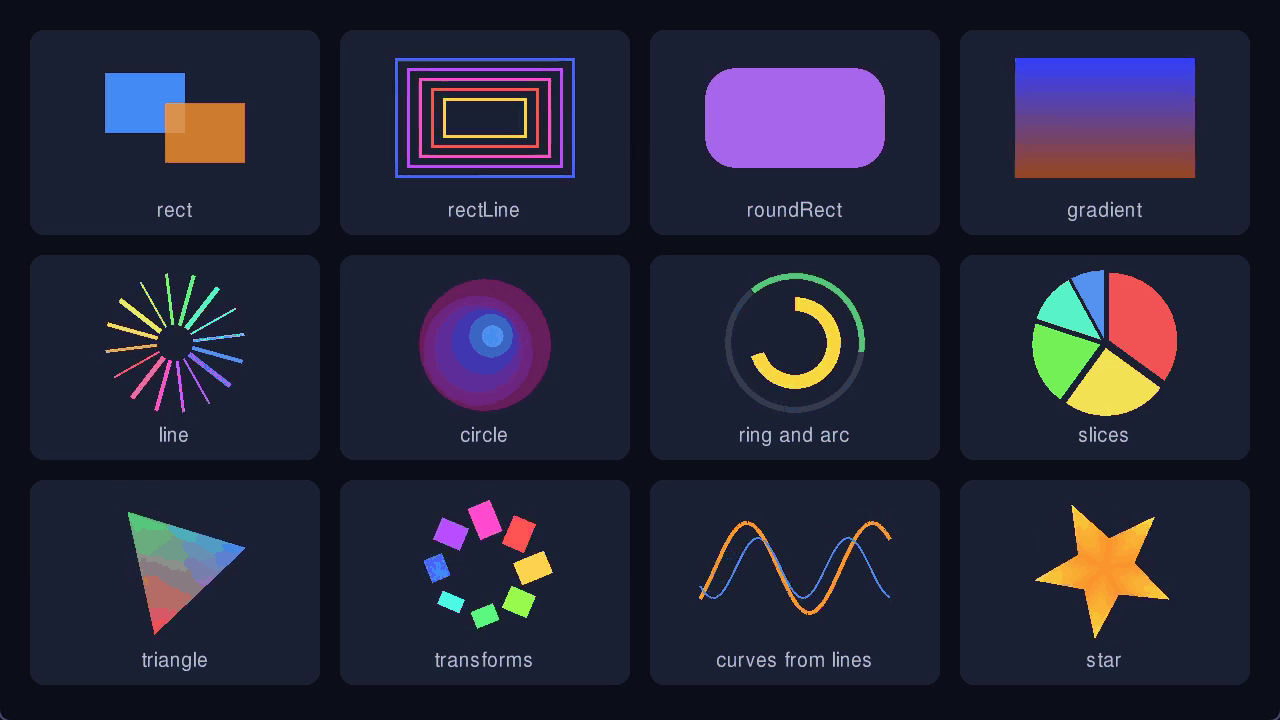 rect
rectLine
roundRect
gradient
line
circle
ring and arc
slices
triangle
transforms
curves from lines
star